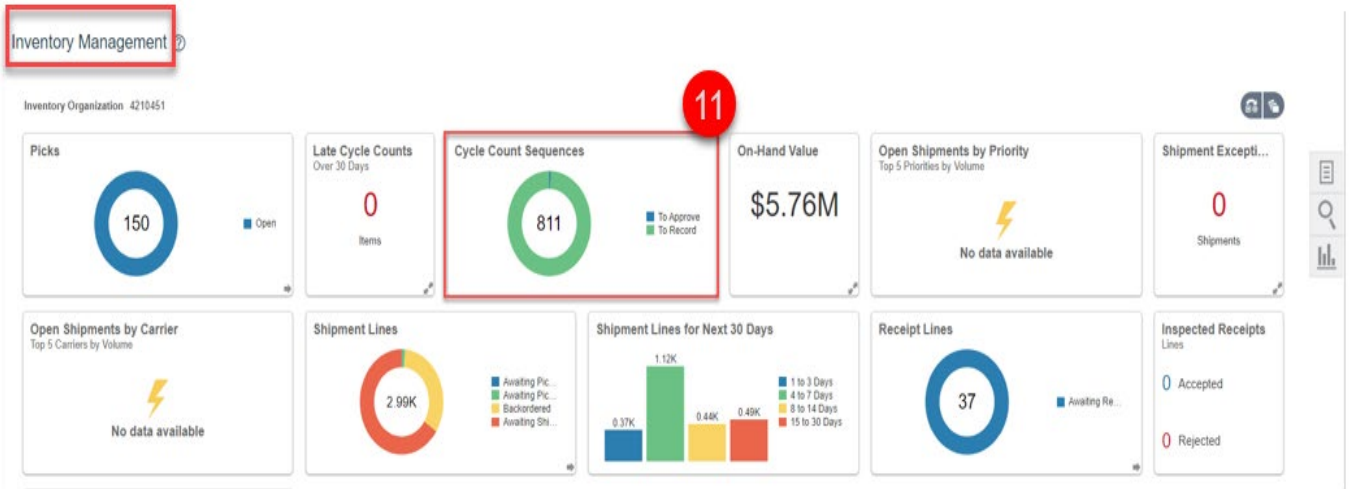 Inventory Management
Inventory Organization 4210451
11
Picks
150
Open
Late Cycle Counts
Over 30 Days
0
Items
Cycle Count Sequences
811
To Approve
To Record
On-Hand Value
$5.76M
Open Shipments by Priority
Top 5 Priorities by Volume
No data available
Shipment Excepti...
0
Shipments
Open Shipments by Carrier
Top 5 Carriers by Volume
No data available
Shipment Lines
2.99K
Awaiting Pic...
Awaiting Pic...
Backordered
Awaiting Shi...
Shipment Lines for Next 30 Days
0.37K
1.12K
0.44K
0.49K
1 to 3 Days
4 to 7 Days
8 to 14 Days
15 to 30 Days
Receipt Lines
37
Awaiting Re...
Inspected Receipts
Lines
0 Accepted
0 Rejected